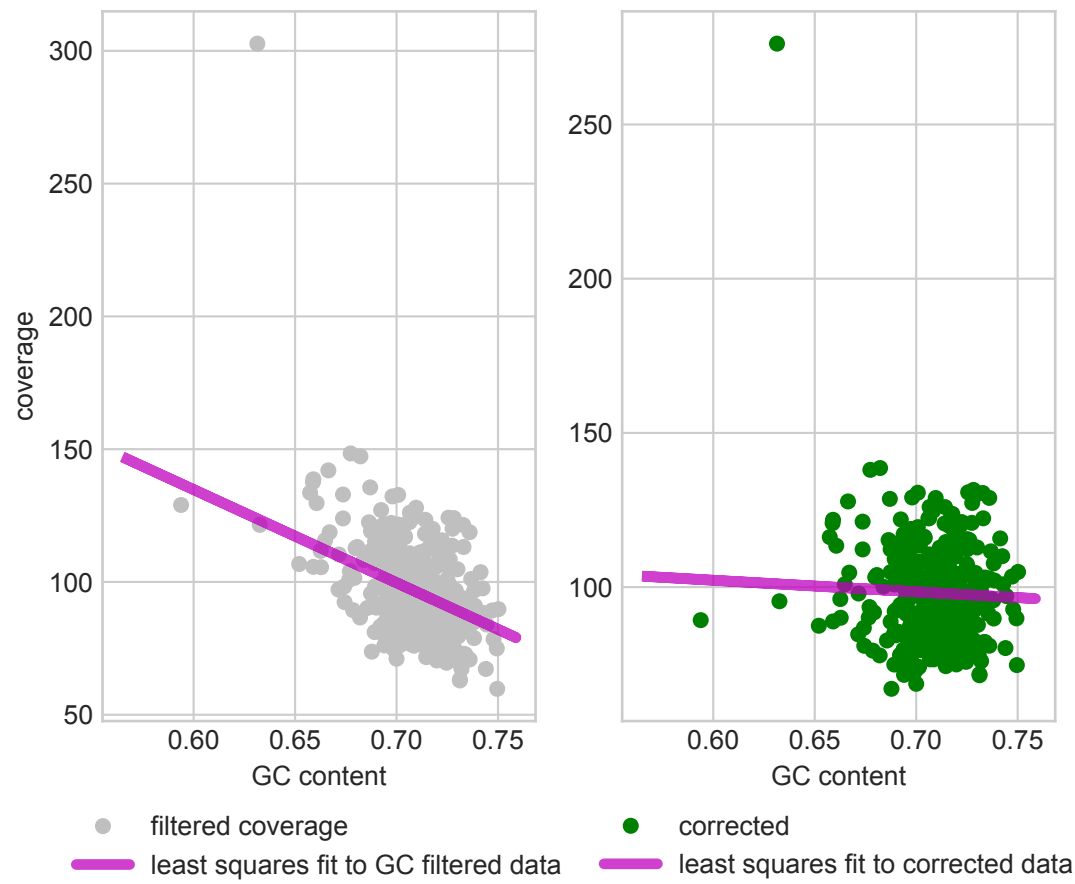 300
250
200
150
100
50
coverage
0.60 0.65 0.70 0.75
GC content
250
200
150
100
0.60 0.65 0.70 0.75
GC content
filtered coverage
least squares fit to GC filtered data
corrected
least squares fit to corrected data